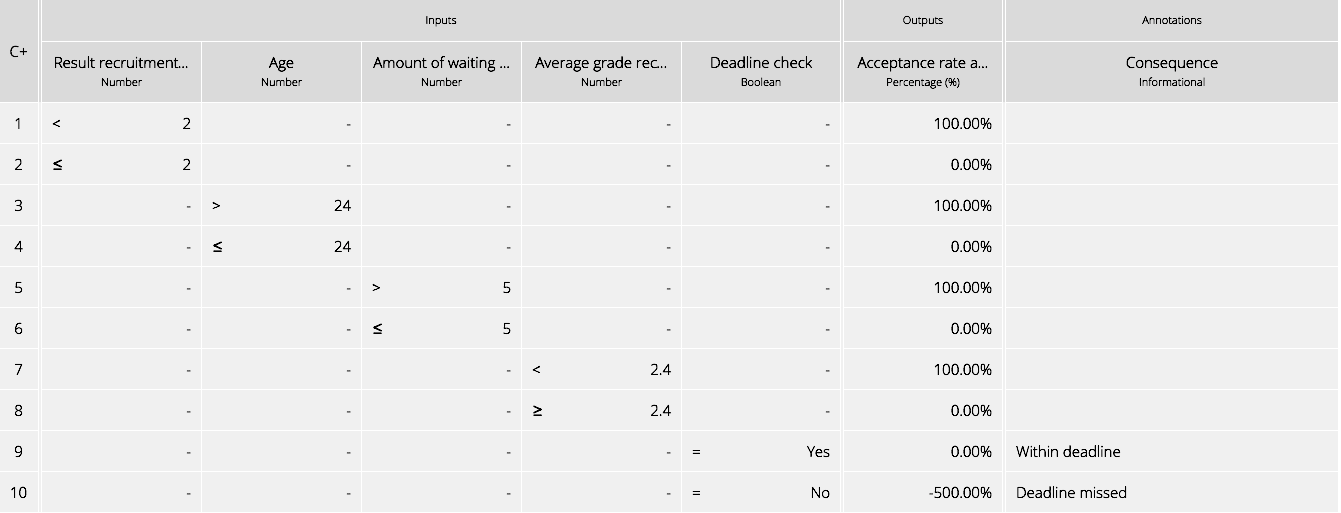 C+ Inputs Outputs Annotations
Result recruitment... Age Amount of waiting ... Average grade rec... Deadline check Acceptance rate a... Consequence
Number Number Number Number Boolean Percentage (%) Informational
1 < 2 - - - - 100.00%
2 ≤ 2 - - - - 0.00%
3 - > 24 - - - 100.00%
4 - ≤ 24 - - - 0.00%
5 - - > 5 - - 100.00%
6 - - ≤ 5 - - 0.00%
7 - - - < 2.4 - 100.00%
8 - - - ≥ 2.4 - 0.00%
9 - - - - = Yes 0.00% Within deadline
10 - - - - = No -500.00% Deadline missed